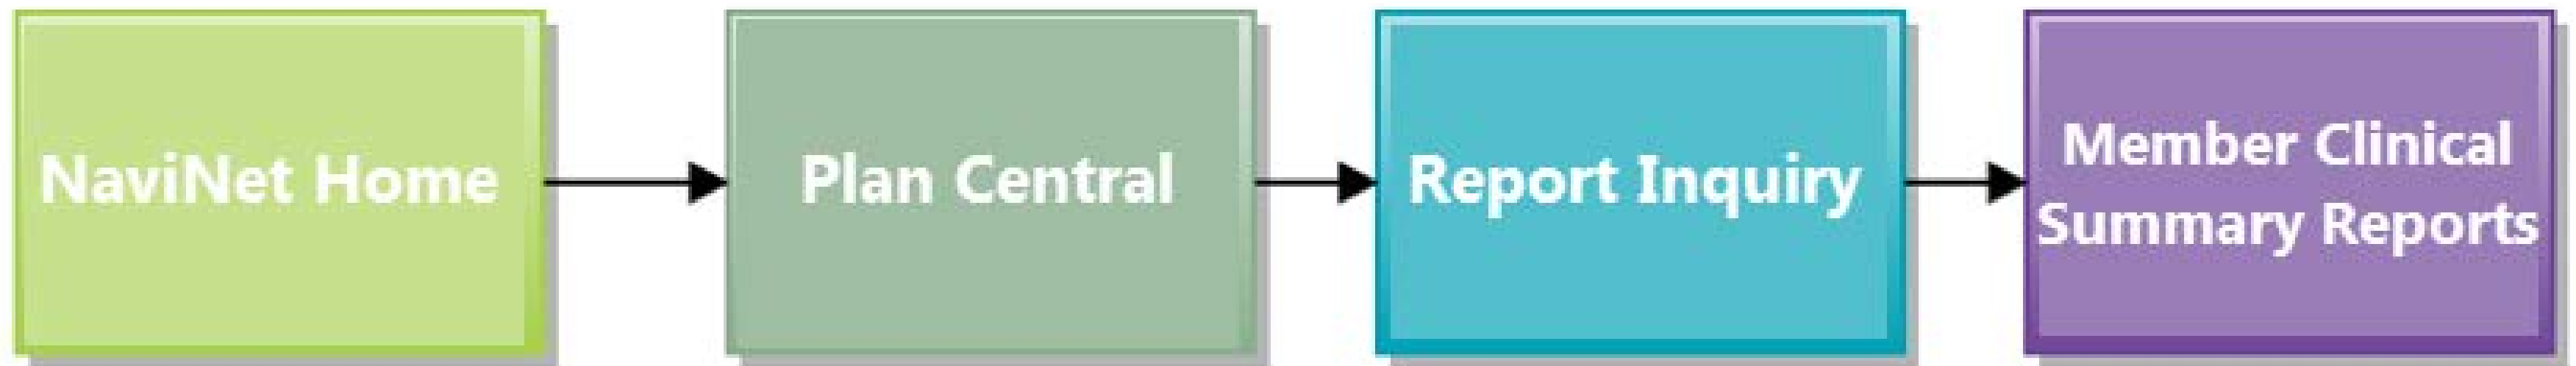 NaviNet Home
Plan Central
Report Inquiry
Member Clinical
Summary Reports